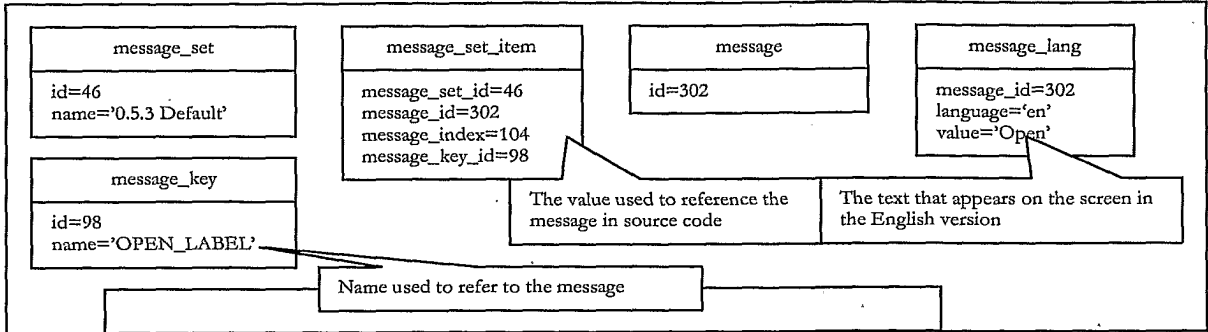 message_set
id=46
name='0.5.3 Default'
message_set_item
message_set_id=46
message_id=302
message_index=104
message_key_id=98
message
id=302
message_lang
message_id=302
language='en'
value='Open'
message_key
id=98
name='OPEN_LABEL'
The value used to reference the
message in source code
The text that appears on the screen in
the English version
Name used to refer to the message